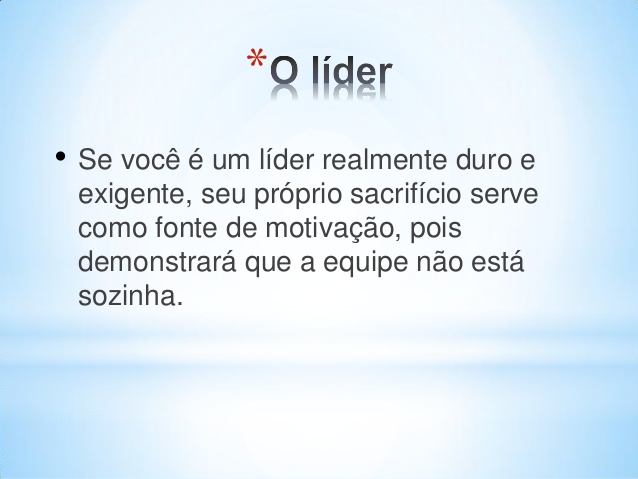 *O líder
• Se você é um líder realmente duro e
exigente, seu próprio sacrifício serve
como fonte de motivação, pois
demonstrará que a equipe não está
sozinha.